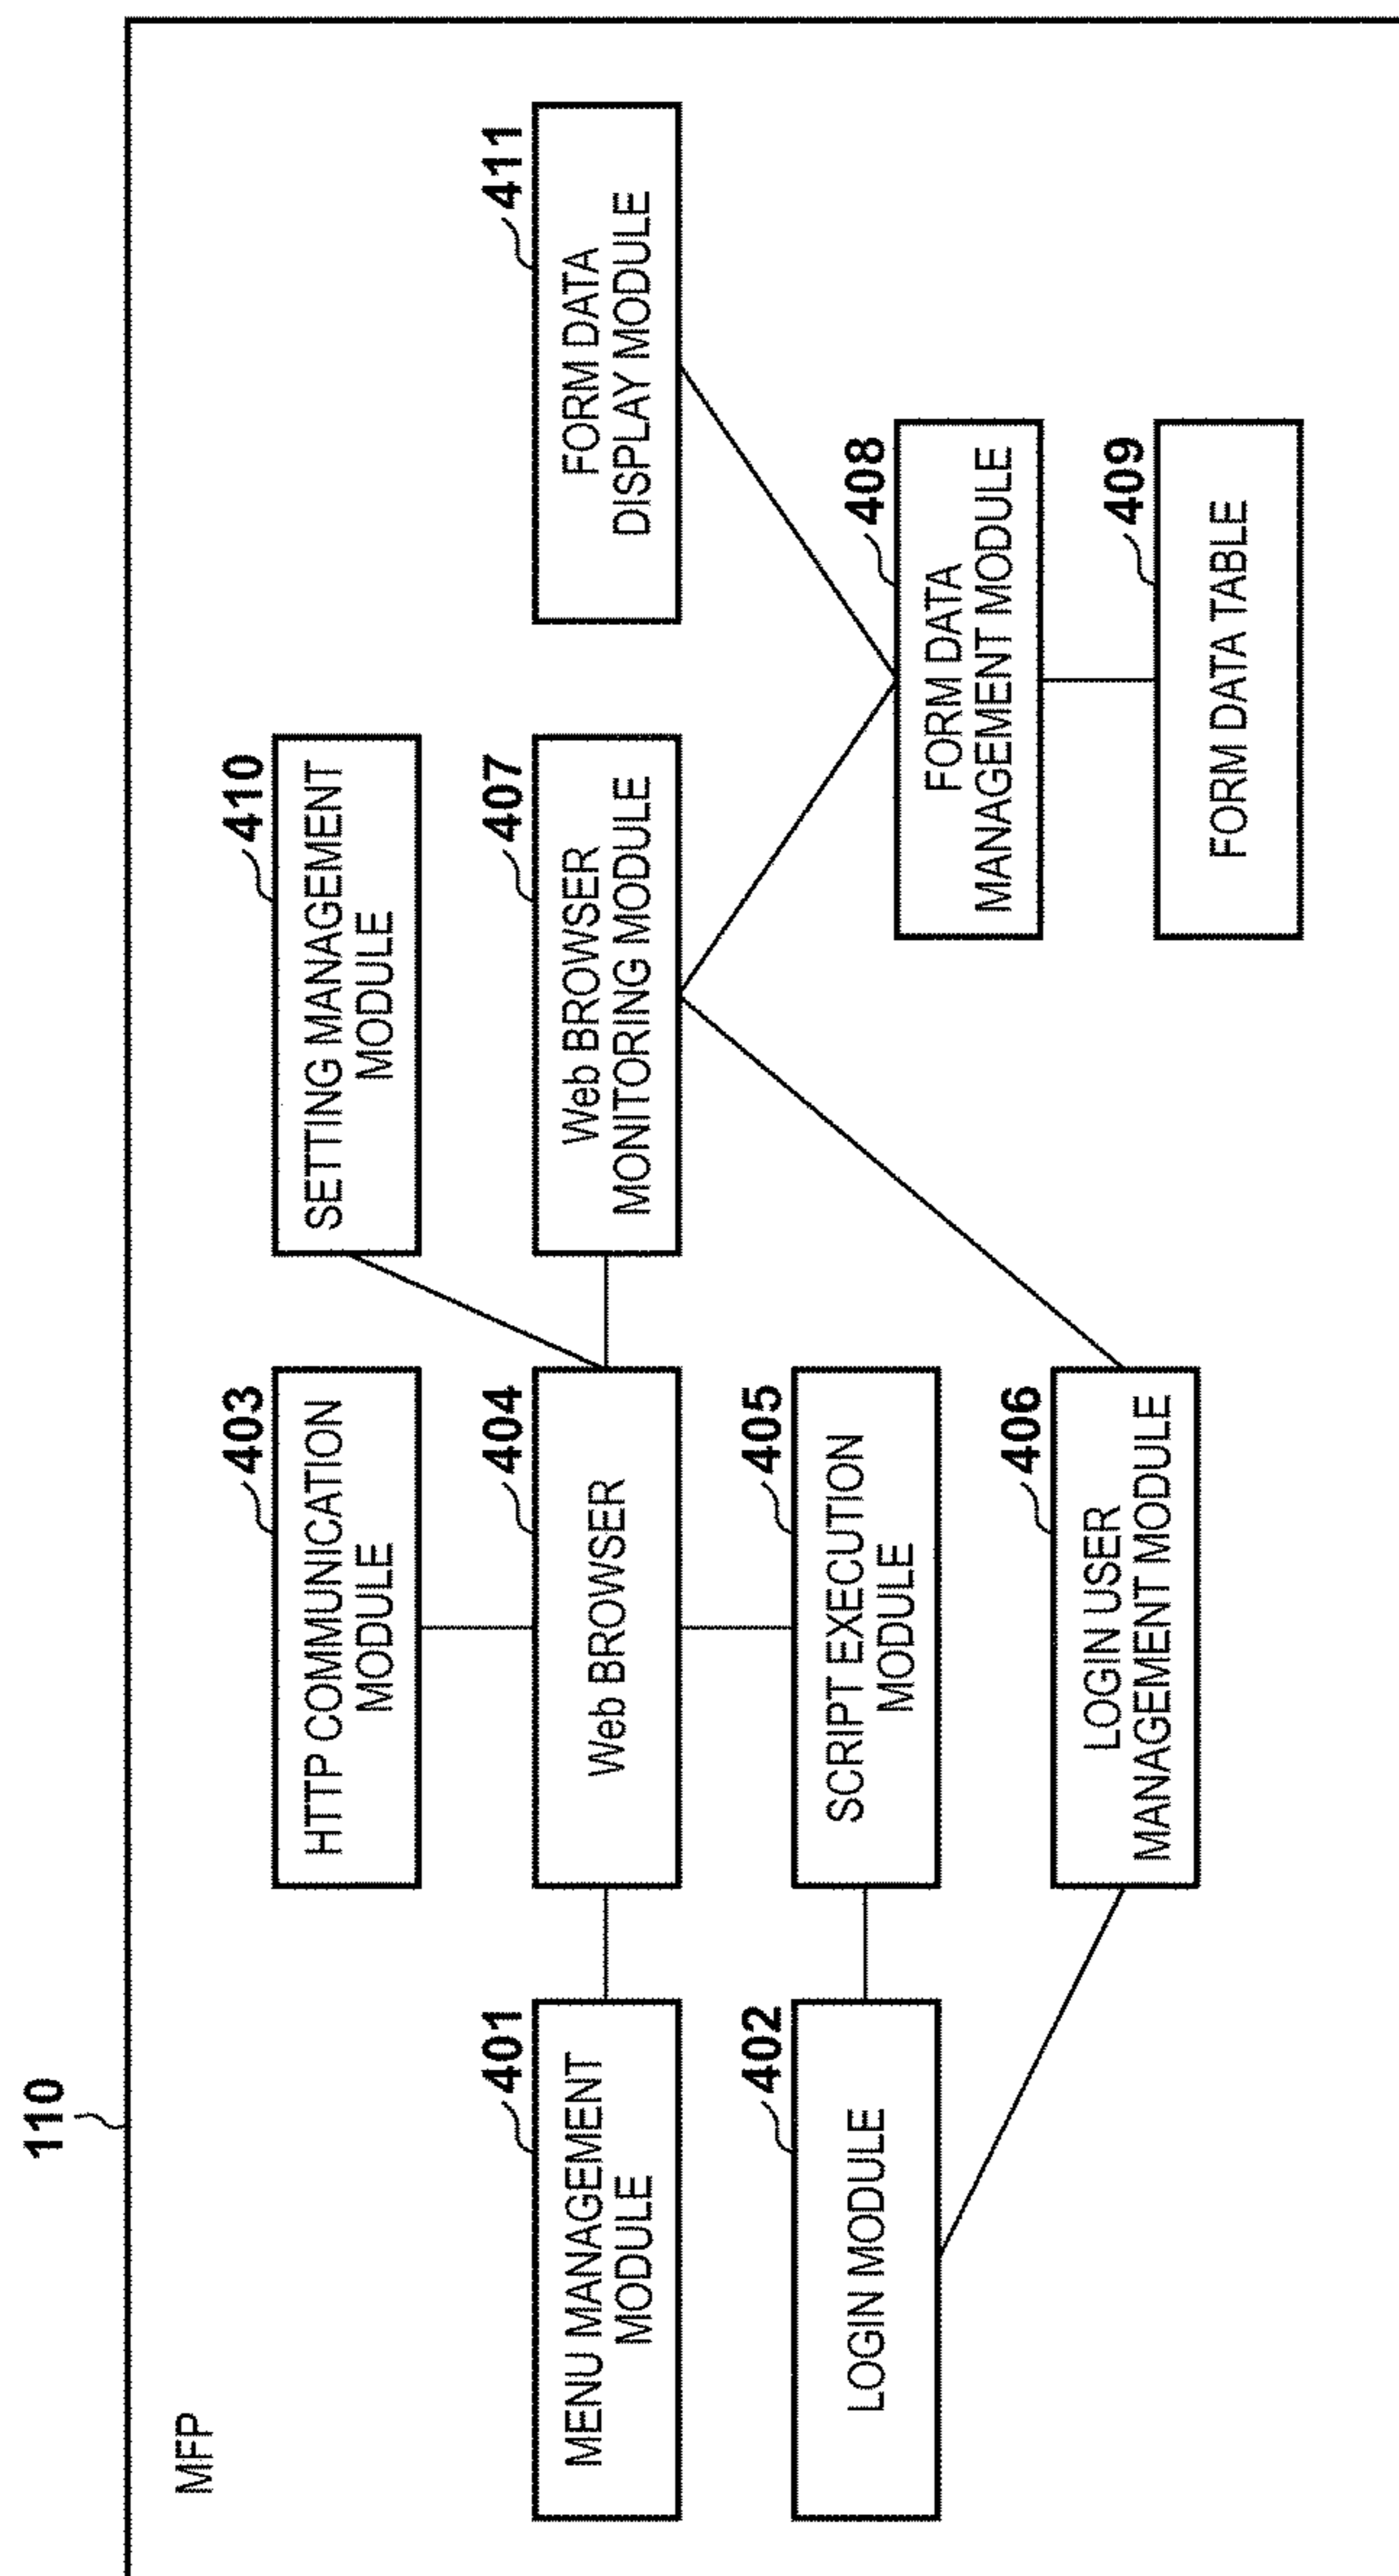 110
MFP
403
HTTP COMMUNICATION
MODULE
410
SETTING MANAGEMENT
MODULE
401
MENU MANAGEMENT
MODULE
404
Web BROWSER
407
Web BROWSER
MONITORING MODULE
411
FORM DATA
DISPLAY MODULE
402
LOGIN MODULE
405
SCRIPT EXECUTION
MODULE
408
FORM DATA
MANAGEMENT MODULE
406
LOGIN USER
MANAGEMENT MODULE
409
FORM DATA TABLE